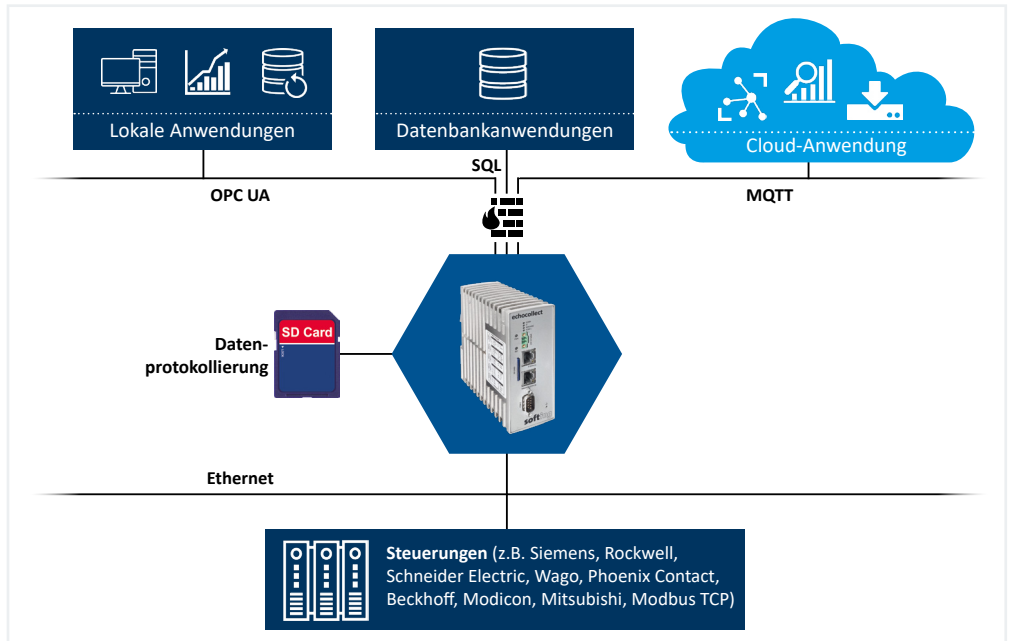 Lokale Anwendungen
Datenbankanwendungen
Cloud-Anwendung
SQL
OPC UA
MQTT
echocollect
SD Card
Daten-
protokollierung
soft
Ethernet
Steuerungen (z.B. Siemens, Rockwell,
Schneider Electric, Wago, Phoenix Contact,
Beckhoff, Modicon, Mitsubishi, Modbus TCP)